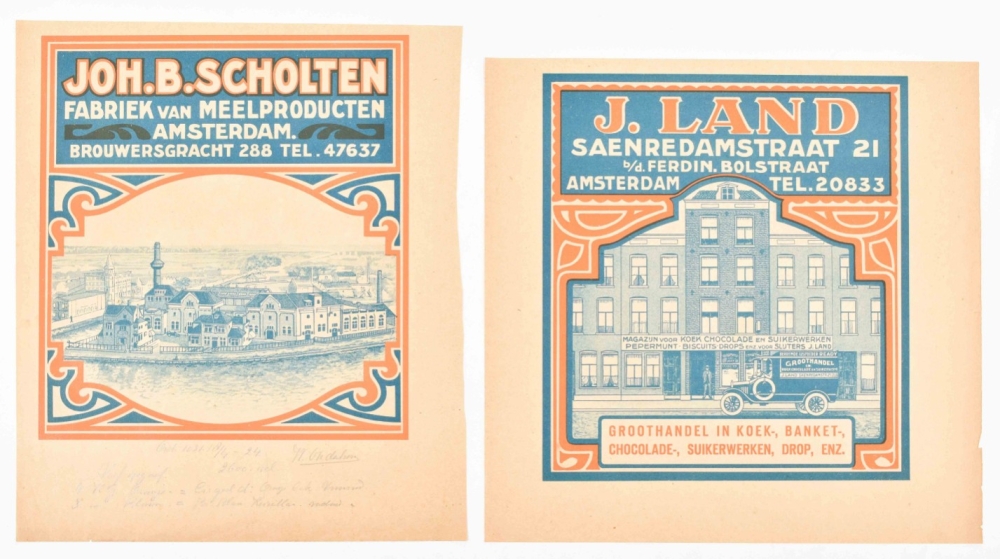 JOH.B.SCHOLTEN
FABRIEK VAN MEELPRODUCTEN
AMSTERDAM.
BROUWERSGRACHT 288 TEL. 47637
J. LAND
SAENREDAMSTRAAT 21
b/d. FERDIN. BOLSTRAAT
AMSTERDAM TEL. 20833
MAGAZIJN VOOR KOEK, CHOCOLADE EN SUIKERWERKEN
PEPERMUNT - BISCUITS - DROPS ENZ VOOR SLIJTERS J. LAND
GROOTHANDEL
GROOTHANDEL IN KOEK-, BANKET-,
CHOCOLADE-, SUIKERWERKEN, DROP, ENZ.